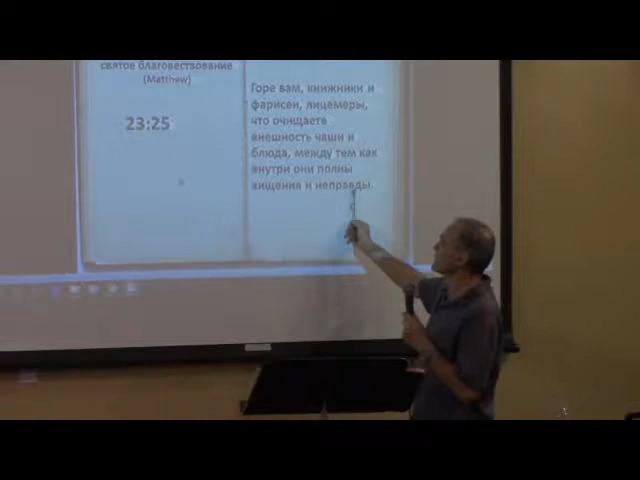 святое благовествование
(Matthew)
23:25
Горе вам, книжники и
фарисеи, лицемеры,
что очищаете
внешность чаши и
блюда, между тем как
внутри они полны
хищения и неправды.